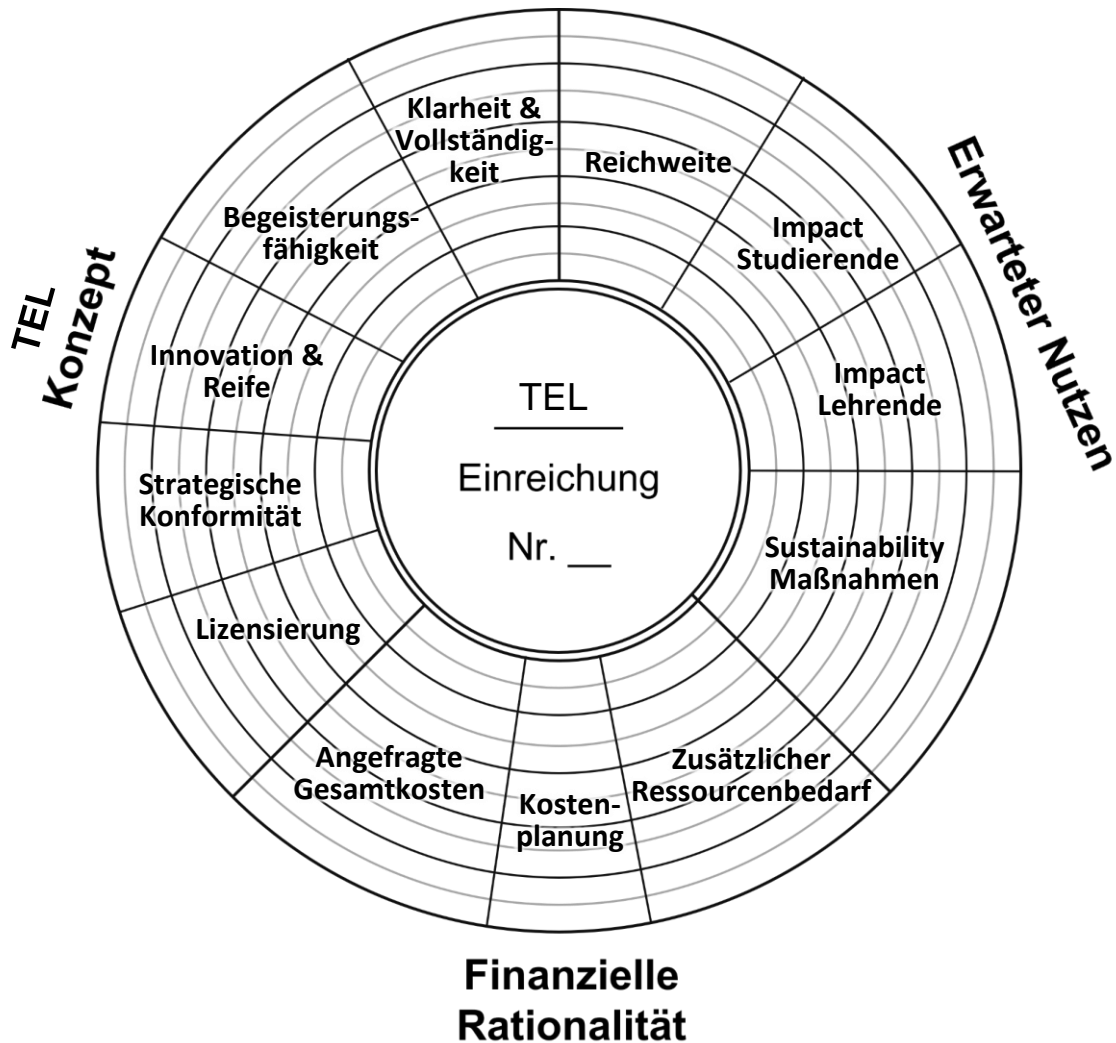 Klarheit &
Vollständig-
keit
Reichweite
Impact
Studierende
Impact
Lehrende
Sustainability
Maßnahmen
Zusätzlicher
Ressourcenbedarf
Kosten-
planung
Angefragte
Gesamtkosten
Lizensierung
Strategische
Konformität
Innovation &
Reife
Begeisterungs-
fähigkeit
TEL
Konzept
Erwarteter Nutzen
Finanzielle
Rationalität
TEL
Einreichung
Nr. __